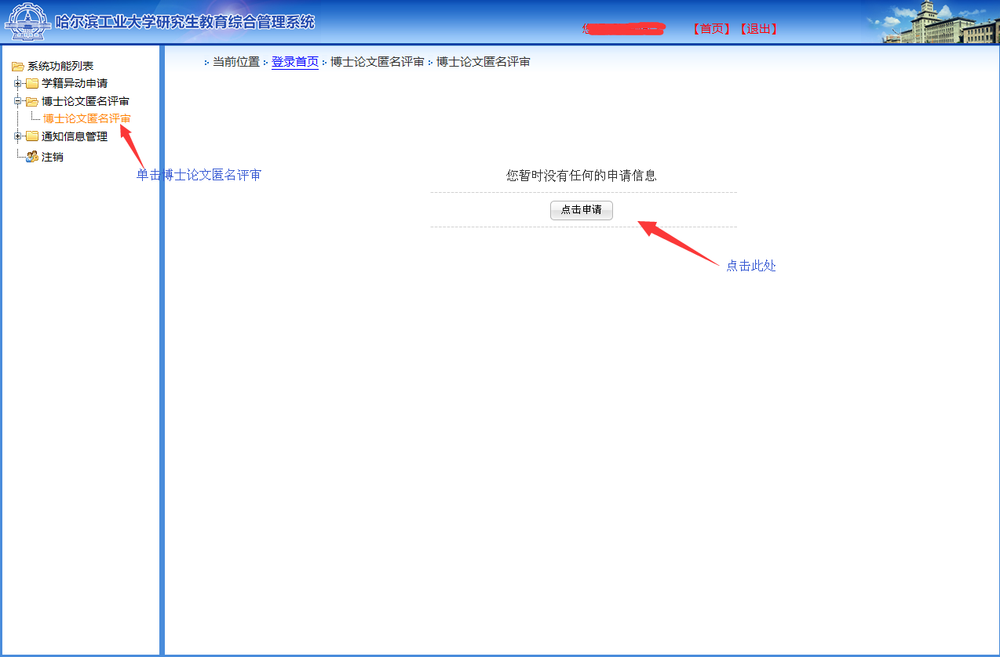 哈尔滨工业大学研究生教育综合管理系统
【首页】【退出】
当前位置 登录首页 博士论文匿名评审 博士论文匿名评审
系统功能列表
学籍异动申请
博士论文匿名评审
博士论文匿名评审
通知信息管理
注销
单击博士论文匿名评审
您暂时没有任何的申请信息
点击申请
点击此处